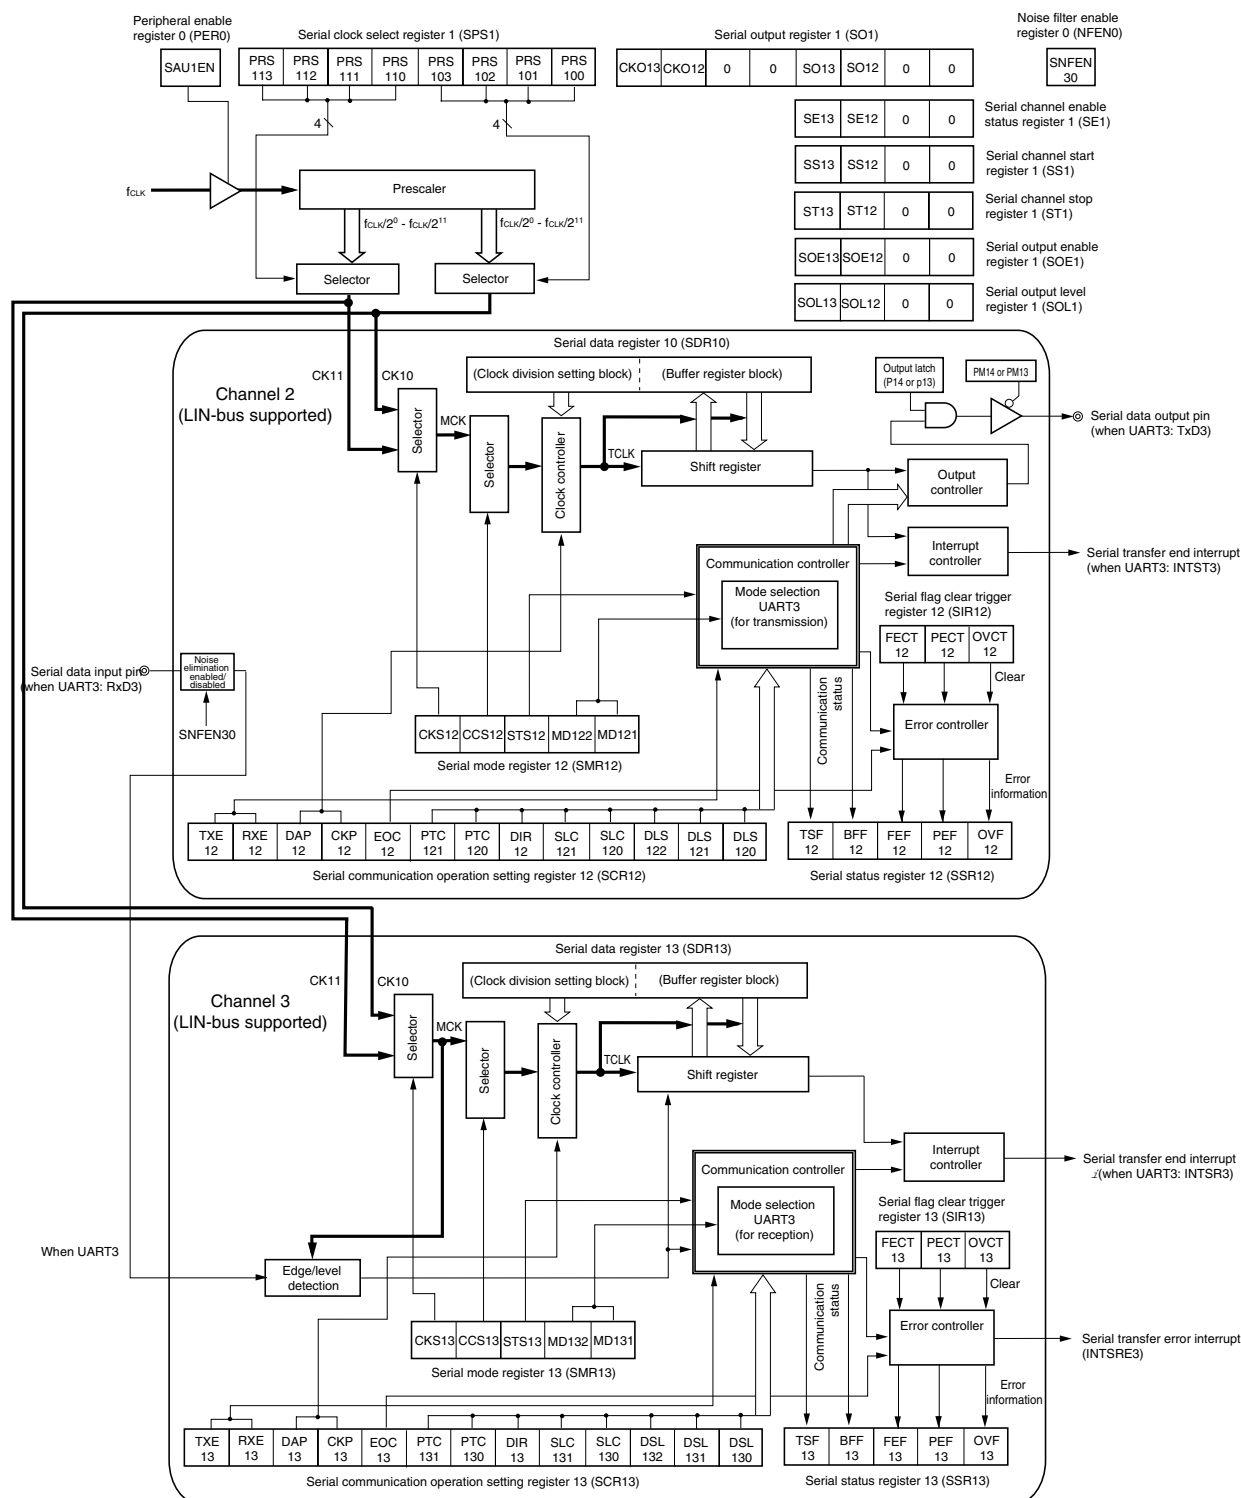 Peripheral enable
register 0 (PER0)
Serial clock select register 1 (SPS1)
Serial output register 1 (SO1)
Noise filter enable
register 0 (NFEN0)
SAU1EN
PRS 113
PRS 112
PRS 111
PRS 110
PRS 103
PRS 102
PRS 101
PRS 100
CKO13 CKO12 0 0 SO13 SO12 0 0
SNFEN 30
4
4
SE13 SE12 0 0
Serial channel enable
status register 1 (SE1)
SS13 SS12 0 0
Serial channel start
register 1 (SS1)
fCLK
Prescaler
ST13 ST12 0 0
Serial channel stop
register 1 (ST1)
fCLK/2⁰ - fCLK/2¹¹
fCLK/2⁰ - fCLK/2¹¹
SOE13 SOE12 0 0
Serial output enable
register 1 (SOE1)
Selector
Selector
SOL13 SOL12 0 0
Serial output level
register 1 (SOL1)
Serial data register 10 (SDR10)
Channel 2
(LIN-bus supported)
CK11
CK10
(Clock division setting block)
(Buffer register block)
Output latch
(P14 or p13)
PM14 or PM13
Selector
MCK
Selector
Clock controller
TCLK
Shift register
Serial data output pin
(when UART3: TxD3)
Output
controller
Interrupt
controller
Serial transfer end interrupt
(when UART3: INTST3)
Communication controller
Mode selection
UART3
(for transmission)
Serial flag clear trigger
register 12 (SIR12)
FECT 12
PECT 12
OVCT 12
Clear
Serial data input pin
(when UART3: RxD3)
Noise
elimination
enabled/
disabled
SNFEN30
Communication
status
Error controller
CKS12 CCS12 STS12 MD122 MD121
Serial mode register 12 (SMR12)
Error
information
TXE 12
RXE 12
DAP 12
CKP 12
EOC 12
PTC 121
PTC 120
DIR 12
SLC 121
SLC 120
DLS 122
DLS 121
DLS 120
TSF 12
BFF 12
FEF 12
PEF 12
OVF 12
Serial communication operation setting register 12 (SCR12)
Serial status register 12 (SSR12)
Serial data register 13 (SDR13)
Channel 3
(LIN-bus supported)
CK11
CK10
(Clock division setting block)
(Buffer register block)
Selector
MCK
Selector
Clock controller
TCLK
Shift register
Interrupt
controller
Serial transfer end interrupt
(when UART3: INTSR3)
Communication controller
Mode selection
UART3
(for reception)
Serial flag clear trigger
register 13 (SIR13)
FECT 13
PECT 13
OVCT 13
Clear
When UART3
Edge/level
detection
Communication
status
Error controller
Serial transfer error interrupt
(INTSRE3)
CKS13 CCS13 STS13 MD132 MD131
Serial mode register 13 (SMR13)
Error
information
TXE 13
RXE 13
DAP 13
CKP 13
EOC 13
PTC 131
PTC 130
DIR 13
SLC 131
SLC 130
DSL 132
DSL 131
DSL 130
TSF 13
BFF 13
FEF 13
PEF 13
OVF 13
Serial communication operation setting register 13 (SCR13)
Serial status register 13 (SSR13)